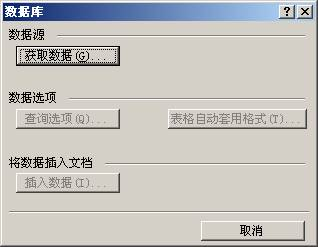 数据库
数据源
获取数据(G)...
数据选项
查询选项(Q)... 表格自动套用格式(T)...
将数据插入文档
插入数据(I)...
取消